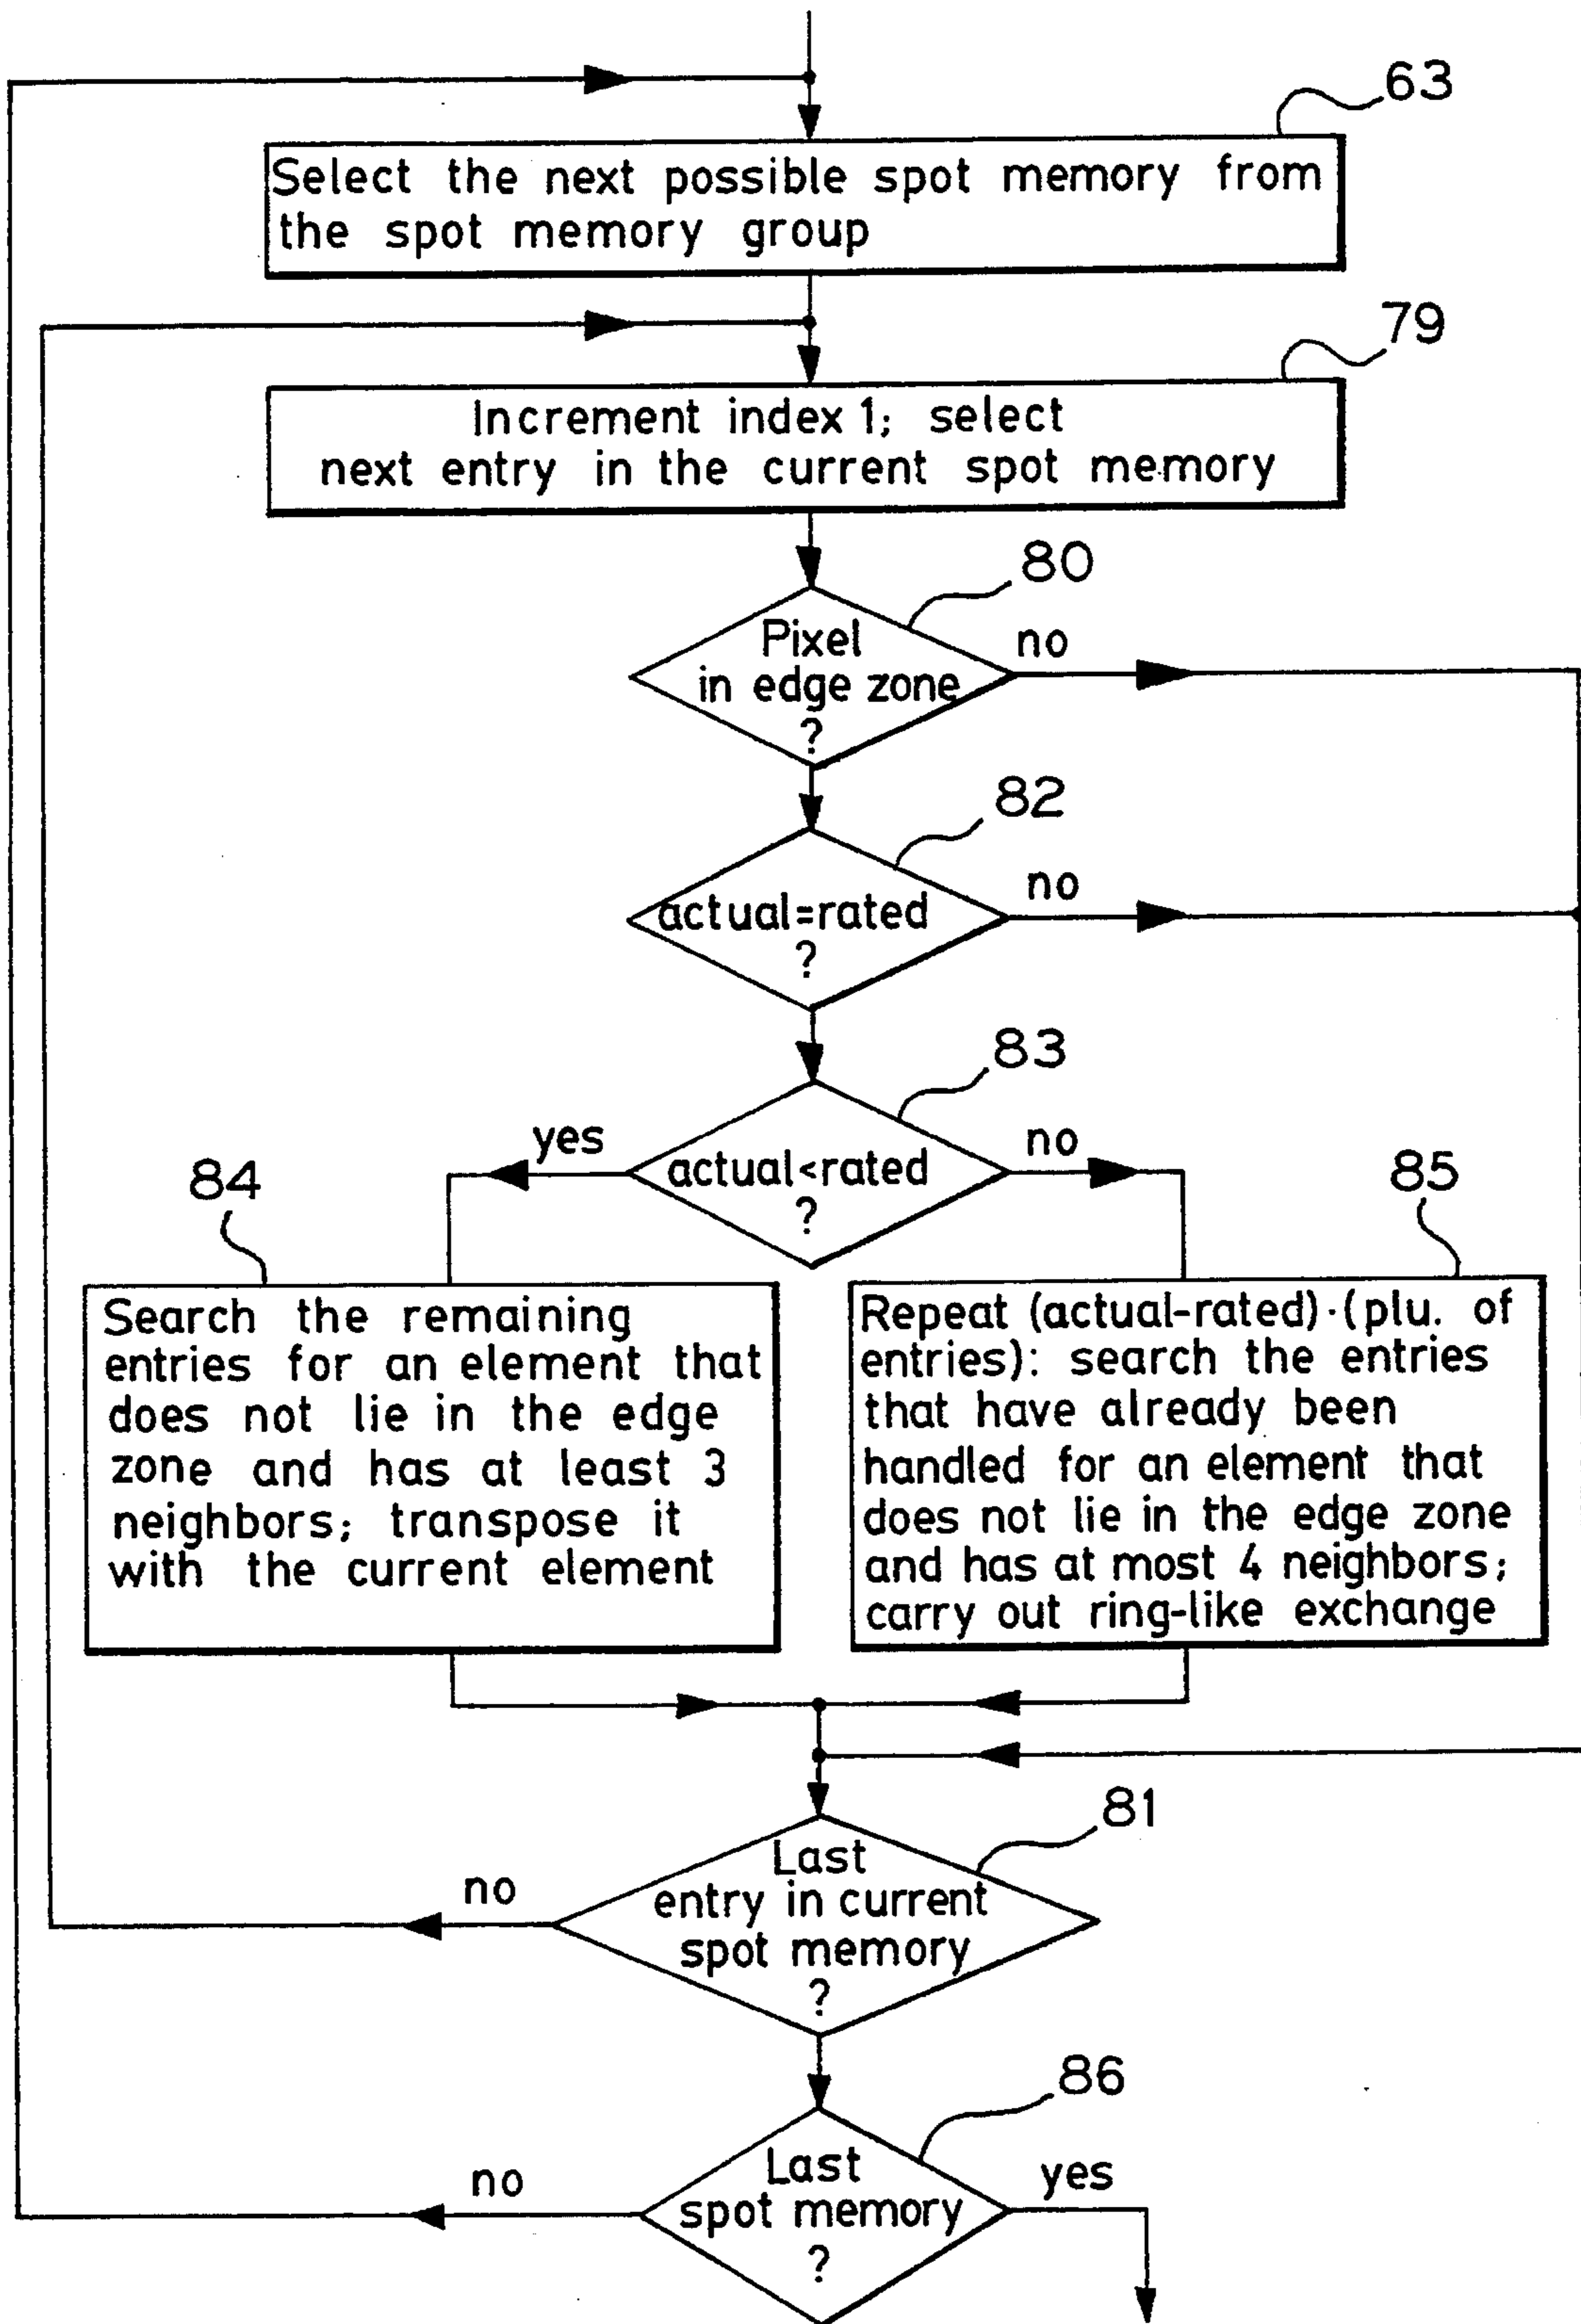 63
Select the next possible spot memory from
the spot memory group
79
Increment index 1; select
next entry in the current spot memory
80
Pixel
in edge zone
?
no
82
actual=rated
?
no
83
actual<rated
?
yes
no
84
Search the remaining
entries for an element that
does not lie in the edge
zone and has at least 3
neighbors; transpose it
with the current element
85
Repeat (actual-rated)·(plu. of
entries): search the entries
that have already been
handled for an element that
does not lie in the edge zone
and has at most 4 neighbors;
carry out ring-like exchange
81
Last
entry in current
spot memory
?
no
86
Last
spot memory
?
no
yes